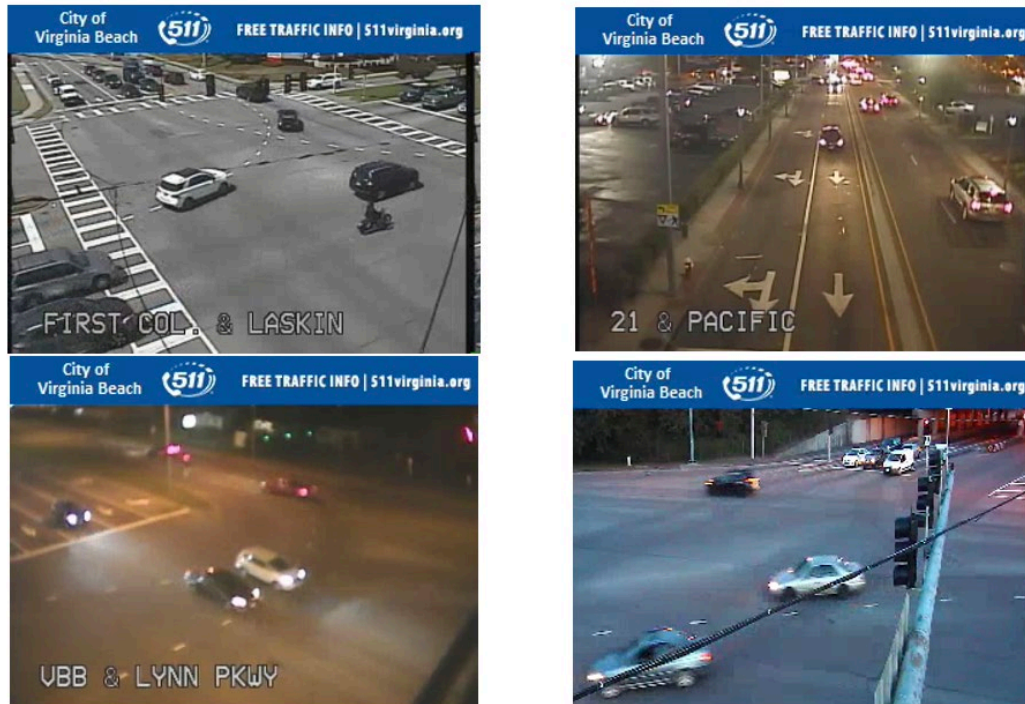 City of
Virginia Beach
511
FREE TRAFFIC INFO | 511virginia.org
FIRST COL. & LASKIN
City of
Virginia Beach
511
FREE TRAFFIC INFO | 511virginia.org
21 & PACIFIC
City of
Virginia Beach
511
FREE TRAFFIC INFO | 511virginia.org
VBB & LYNN PKWY
City of
Virginia Beach
511
FREE TRAFFIC INFO | 511virginia.org